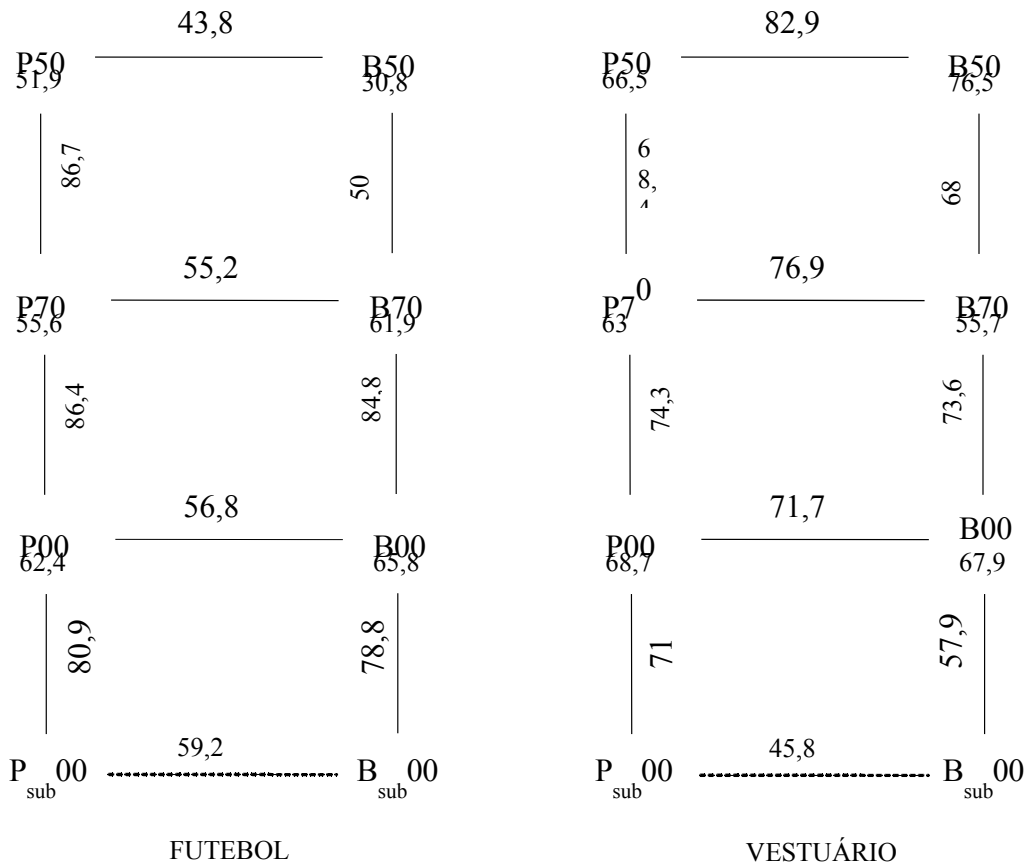 43,8
P50 B50
51,9 30,8
86,7 50
55,2
P70 B70
55,6 61,9
86,4 84,8
56,8
P00 B00
62,4 65,8
80,9 78,8
59,2
P sub 00 B sub 00
FUTEBOL
82,9
P50 B50
66,5 76,5
68,4 68
76,9
P70 B70
63 55,7
74,3 73,6
71,7
P00 B00
68,7 67,9
71 57,9
45,8
P sub 00 B sub 00
VESTUÁRIO